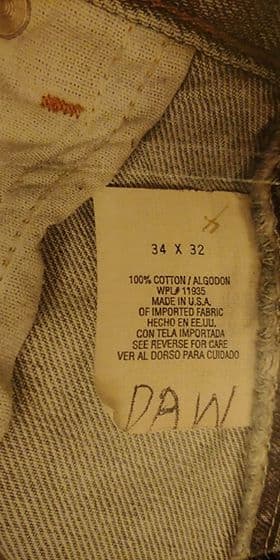 34 X 32
100% COTTON / ALGODON
WPL# 11935
MADE IN U.S.A.
OF IMPORTED FABRIC
HECHO EN EE.UU.
CON TELA IMPORTADA
SEE REVERSE FOR CARE
VER AL DORSO PARA CUIDADO
DAW